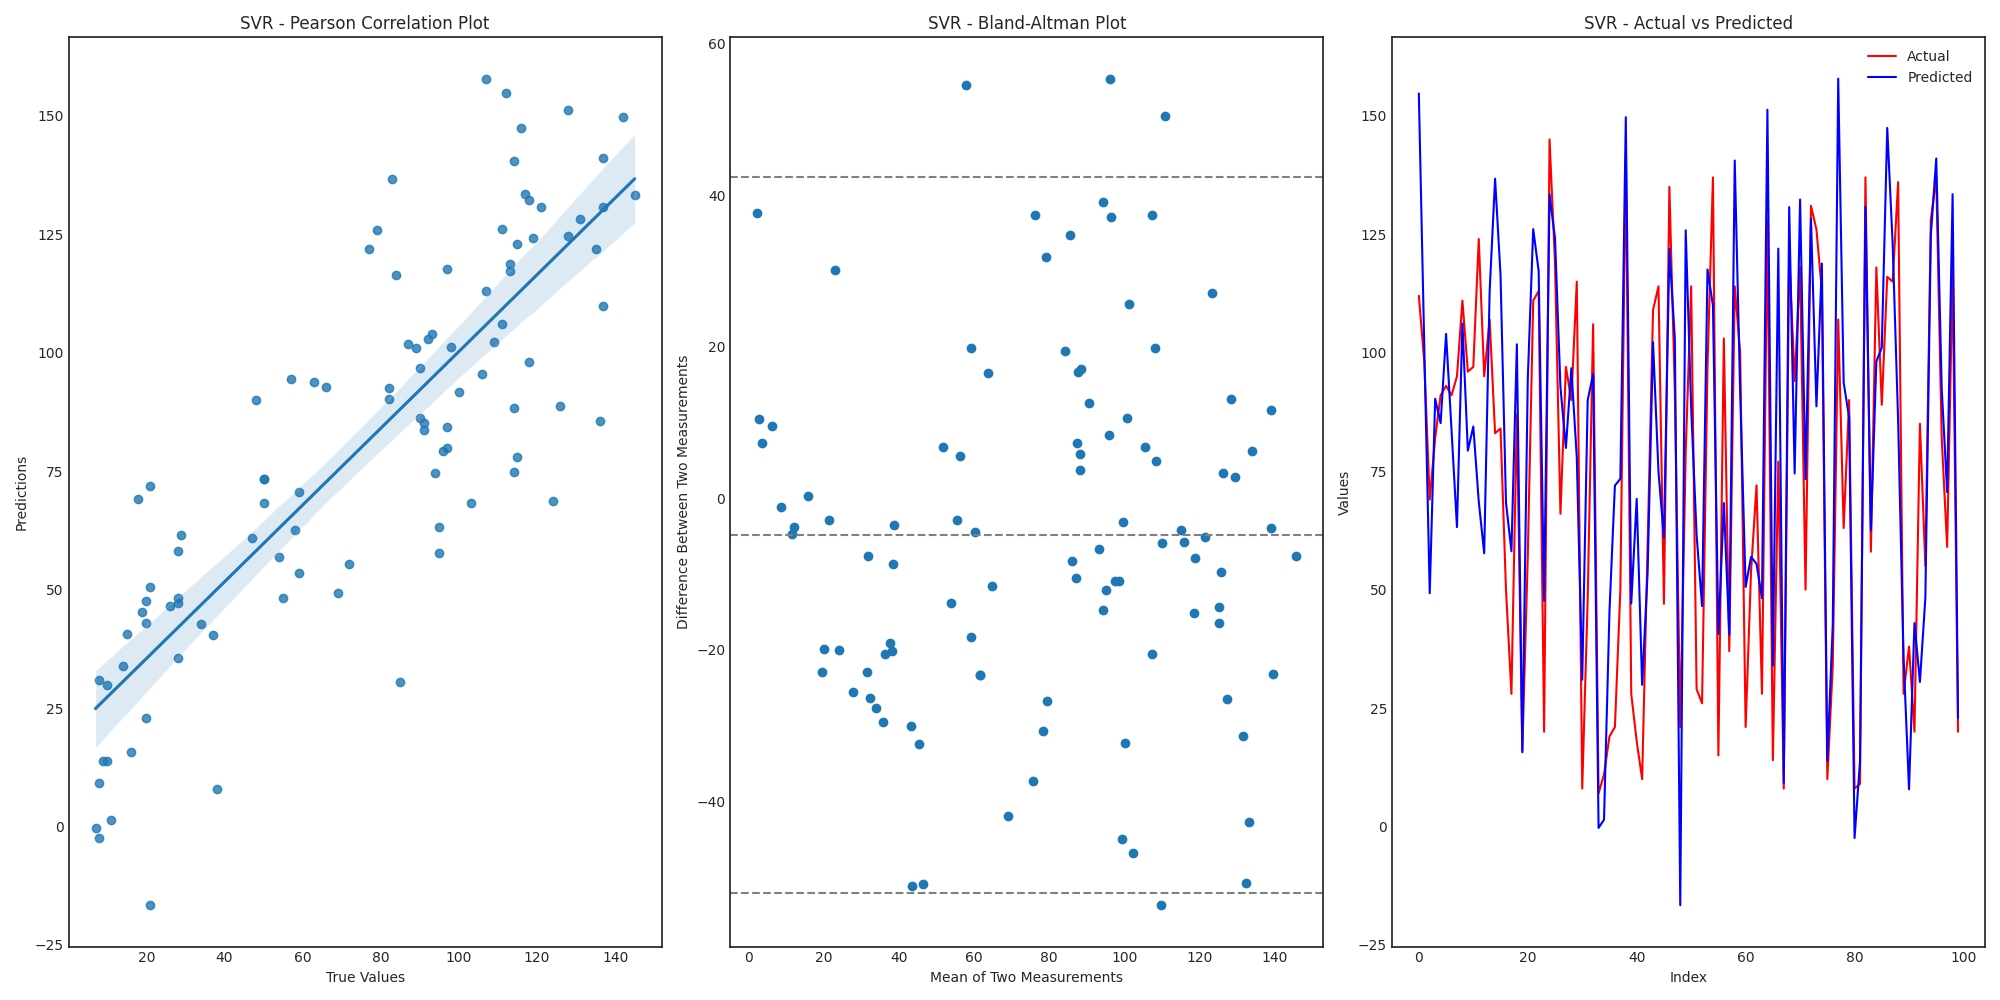 SVR - Pearson Correlation Plot
150
125
100
75
50
25
0
−25
Predictions
20 40 60 80 100 120 140
True Values
SVR - Bland-Altman Plot
60
40
20
0
−20
−40
Difference Between Two Measurements
0 20 40 60 80 100 120 140
Mean of Two Measurements
SVR - Actual vs Predicted
Actual
Predicted
150
125
100
75
50
25
0
−25
Values
0 20 40 60 80 100
Index